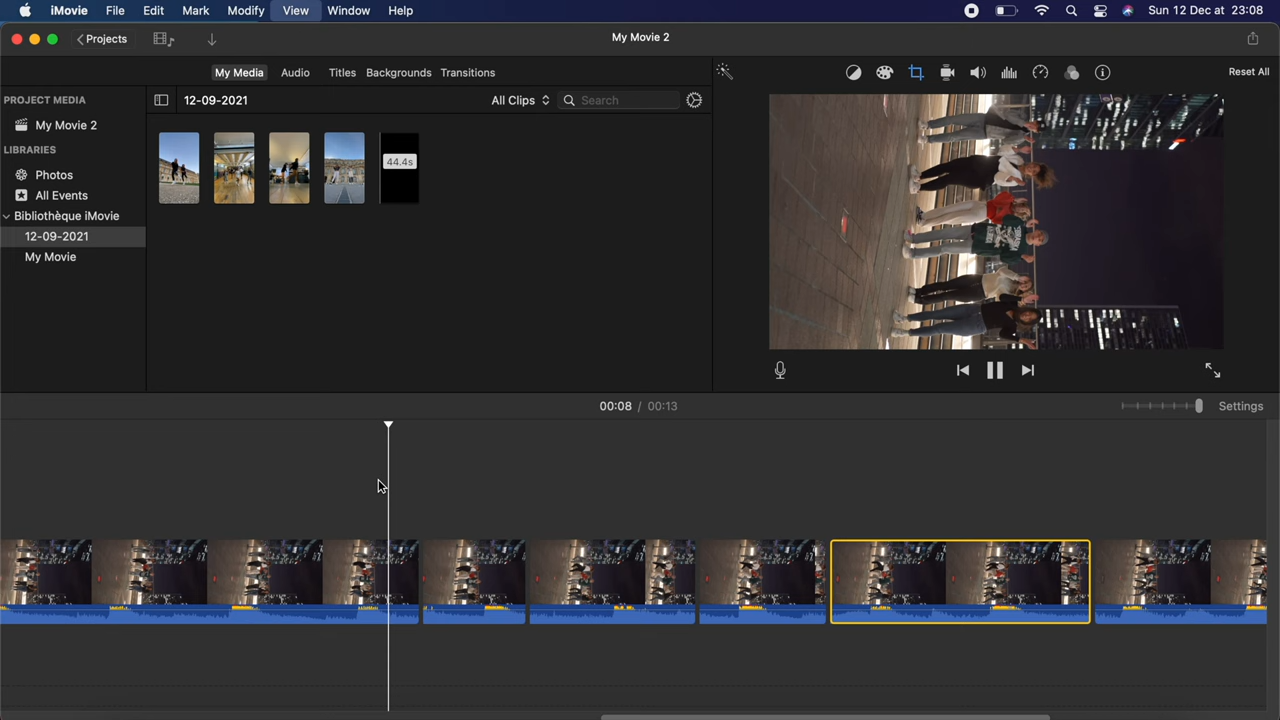 iMovie File Edit Mark Modify View Window Help Sun 12 Dec at 23:08
Projects My Movie 2
My Media Audio Titles Backgrounds Transitions Reset All
PROJECT MEDIA 12-09-2021 All Clips Search
My Movie 2
LIBRARIES
Photos
All Events
Bibliothèque iMovie
12-09-2021
My Movie
44.4s
00:08 / 00:13 Settings